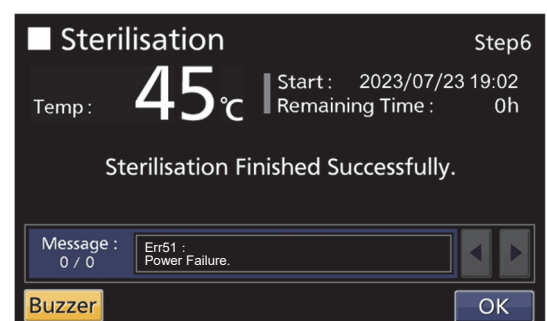 Sterilisation
Step6
Temp : 45℃
Start : 2023/07/23 19:02
Remaining Time : 0h
Sterilisation Finished Successfully.
Message :
0 / 0
Err51 :
Power Failure.
Buzzer
OK